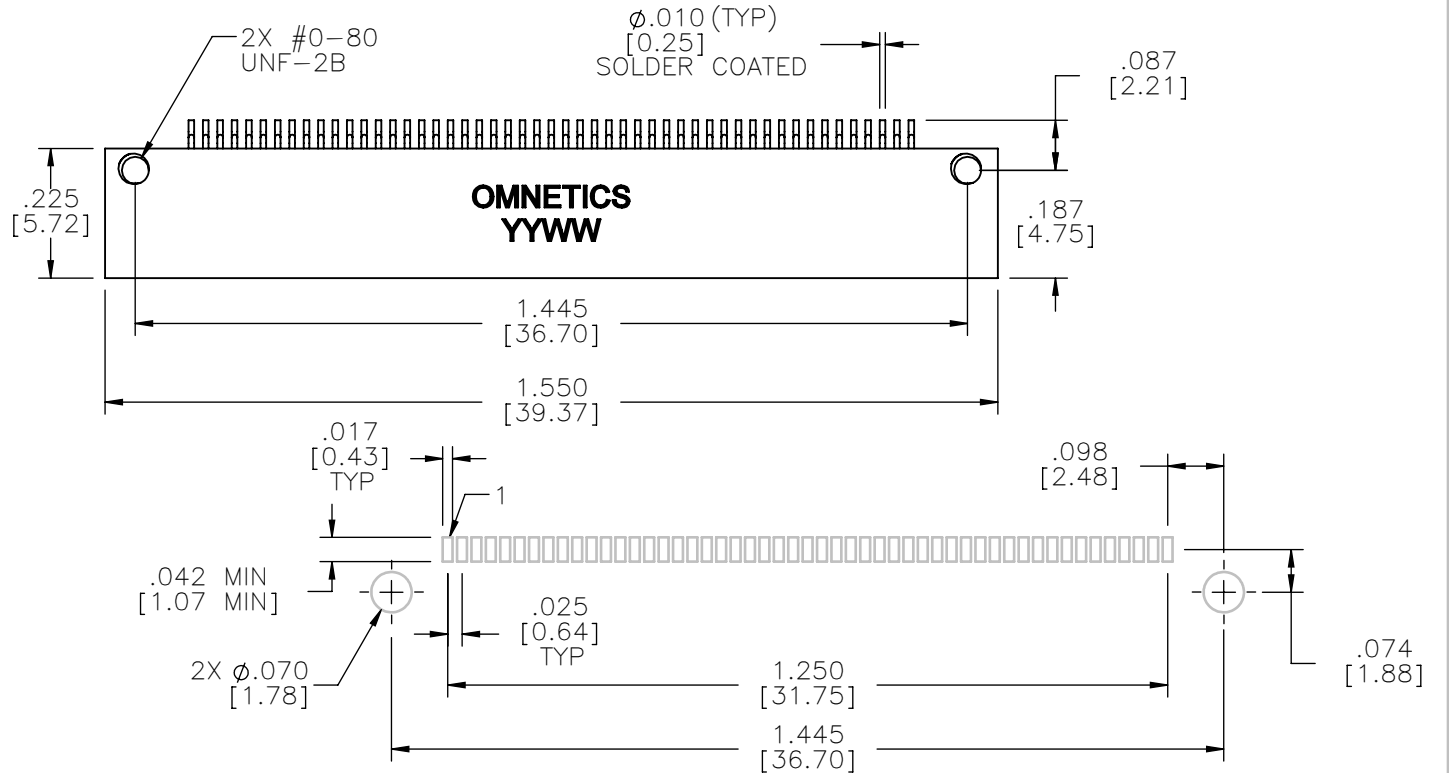 2X #0-80
UNF-2B
ø.010 (TYP)
[0.25]
SOLDER COATED
.087
[2.21]
.225
[5.72]
OMNETICS
YYWW
.187
[4.75]
1.445
[36.70]
1.550
[39.37]
.017
[0.43]
TYP
1
.098
[2.48]
.042 MIN
[1.07 MIN]
.025
[0.64]
TYP
2X ø.070
[1.78]
1.250
[31.75]
.074
[1.88]
1.445
[36.70]